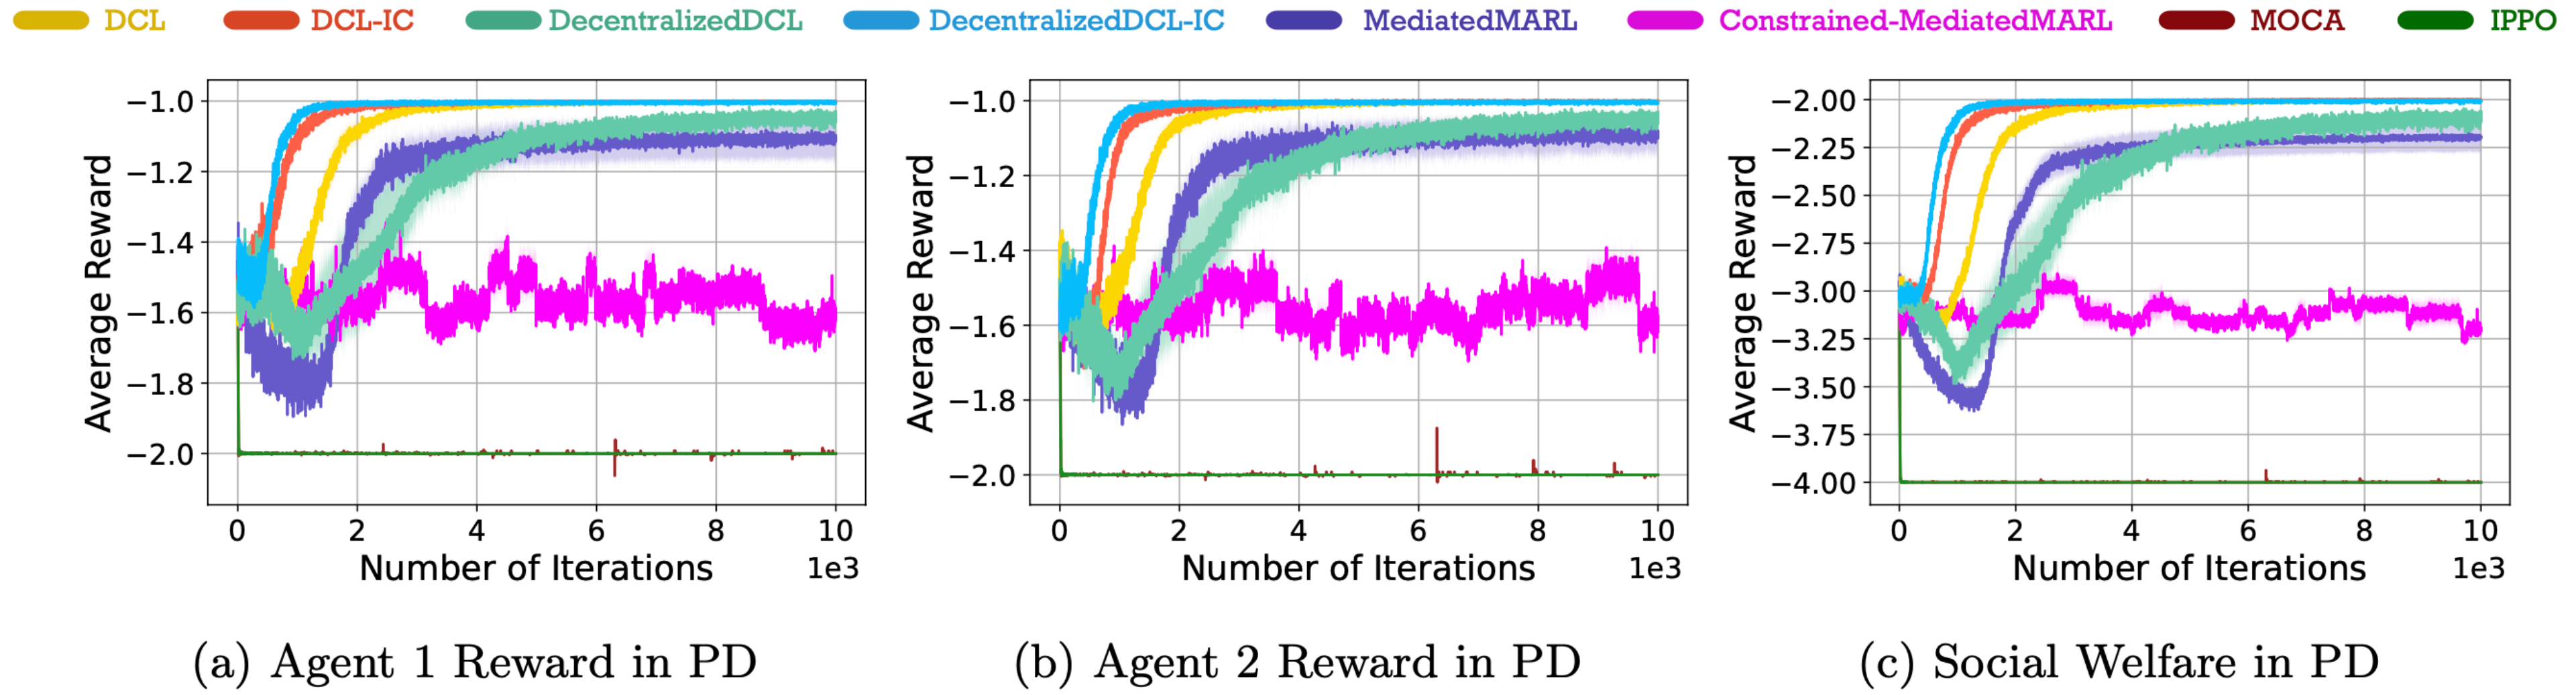 DCL DCL-IC DecentralizedDCL DecentralizedDCL-IC MediatedMARL Constrained-MediatedMARL MOCA IPPO
Average Reward
−1.0
−1.2
−1.4
−1.6
−1.8
−2.0
0 2 4 6 8 10
Number of Iterations 1e3
(a) Agent 1 Reward in PD
Average Reward
−1.0
−1.2
−1.4
−1.6
−1.8
−2.0
0 2 4 6 8 10
Number of Iterations 1e3
(b) Agent 2 Reward in PD
Average Reward
−2.00
−2.25
−2.50
−2.75
−3.00
−3.25
−3.50
−3.75
−4.00
0 2 4 6 8 10
Number of Iterations 1e3
(c) Social Welfare in PD